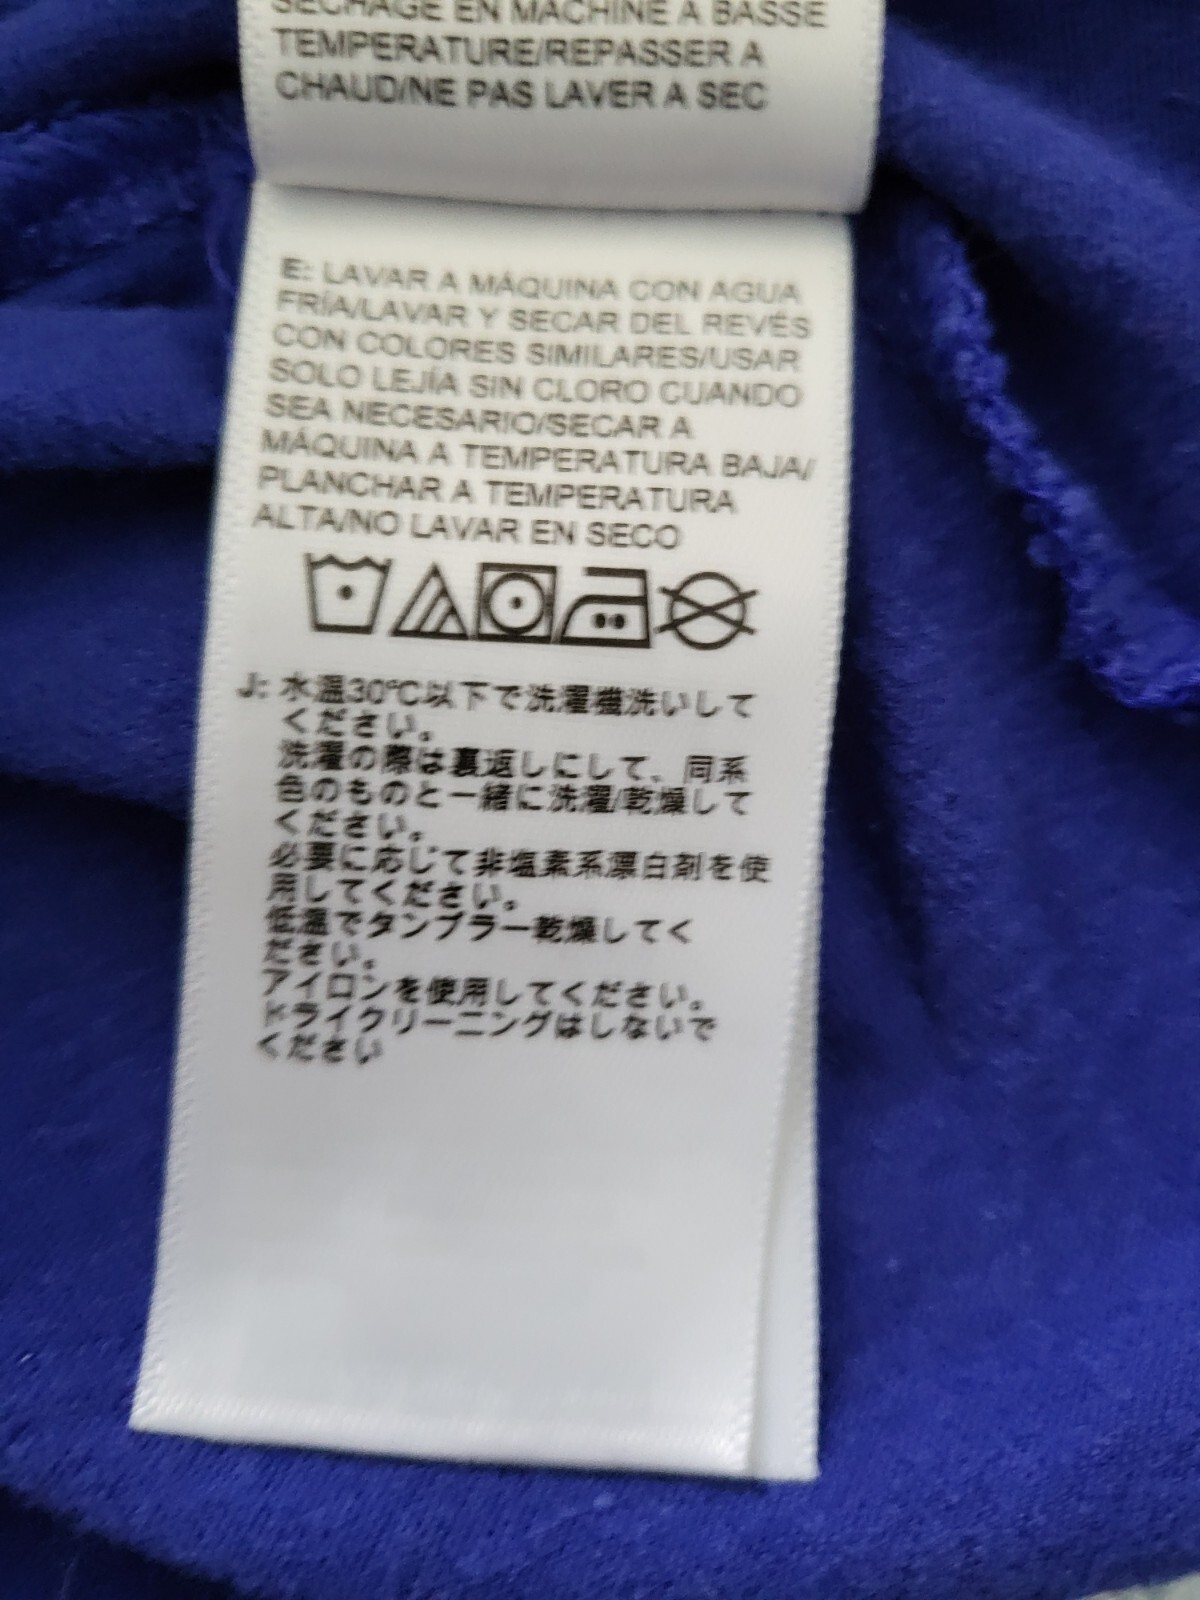 SECHAGE EN MACHINE A BASSE
TEMPERATURE/REPASSER A
CHAUD/NE PAS LAVER A SEC
E: LAVAR A MÁQUINA CON AGUA
FRÍA/LAVAR Y SECAR DEL REVÉS
CON COLORES SIMILARES/USAR
SOLO LEJÍA SIN CLORO CUANDO
SEA NECESARIO/SECAR A
MÁQUINA A TEMPERATURA BAJA/
PLANCHAR A TEMPERATURA
ALTA/NO LAVAR EN SECO
J: 水温30℃以下で洗濯機洗いして
ください。
洗濯の際は裏返しにして、同系
色のものと一緒に洗濯/乾燥して
ください。
必要に応じて非塩素系漂白剤を使
用してください。
低温でタンブラー乾燥してく
ださい。
アイロンを使用してください。
ドライクリーニングはしないで
ください